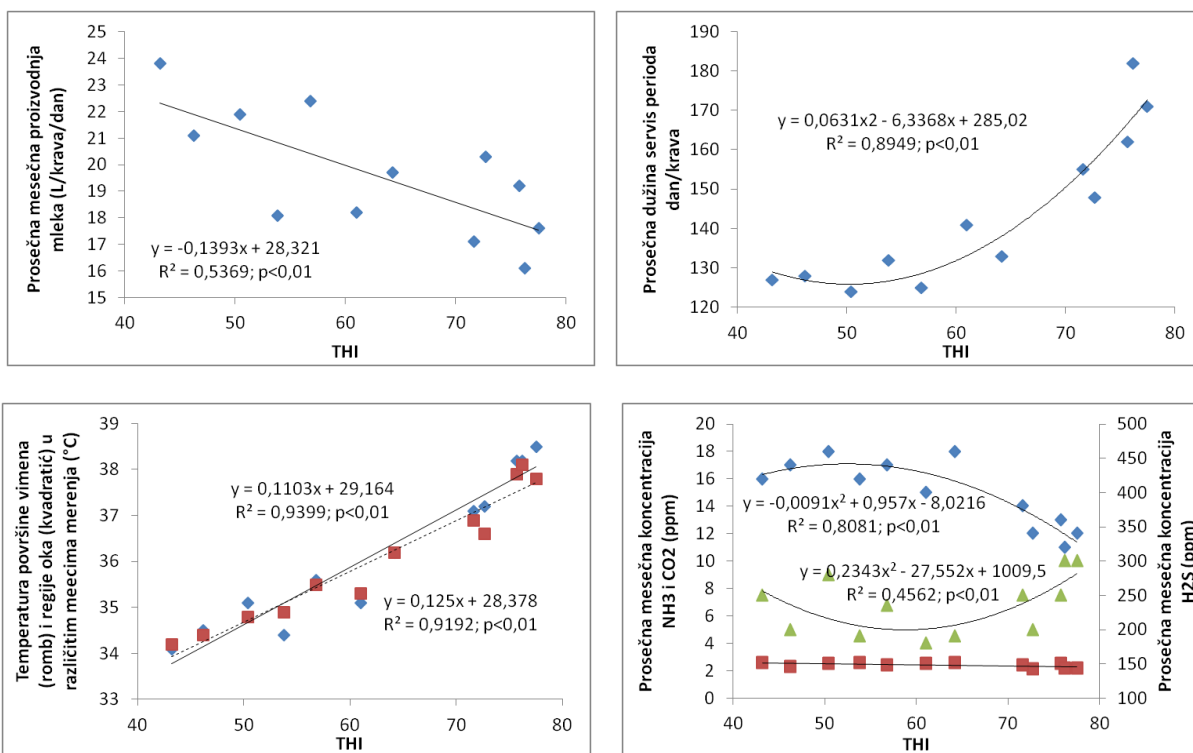 Prosečna mesečna proizvodnja
mleka (L/krava/dan)
24
23
22
21
20
19
18
17
16
15
y = -0,1393x + 28,321
R² = 0,5369; p<0,01
40 50 60 70 80
THI
Prosečna dužina servis perioda
dan/krava
190
180
170
160
150
140
130
120
y = 0,0631x2 - 6,3368x + 285,02
R² = 0,8949; p<0,01
40 50 60 70 80
THI
Temperatura površine vimena
(romb) i regije oka (kvadratić) u
različitim mecima merenja (°C)
39
38
37
36
35
34
33
y = 0,1103x + 29,164
R² = 0,9399; p<0,01
y = 0,125x + 28,378
R² = 0,9192; p<0,01
40 50 60 70 80
THI
Prosečna mesečna koncentracija
NH3 i CO2 (ppm)
20
18
16
14
12
10
8
6
4
2
0
y = -0,0091x² + 0,957x - 8,0216
R² = 0,8081; p<0,01
y = 0,2343x² - 27,552x + 1009,5
R² = 0,4562; p<0,01
500
450
400
350
300
250
200
150
100
Prosečna mesečna koncentracija
H2S (ppm)
40 50 60 70 80
THI